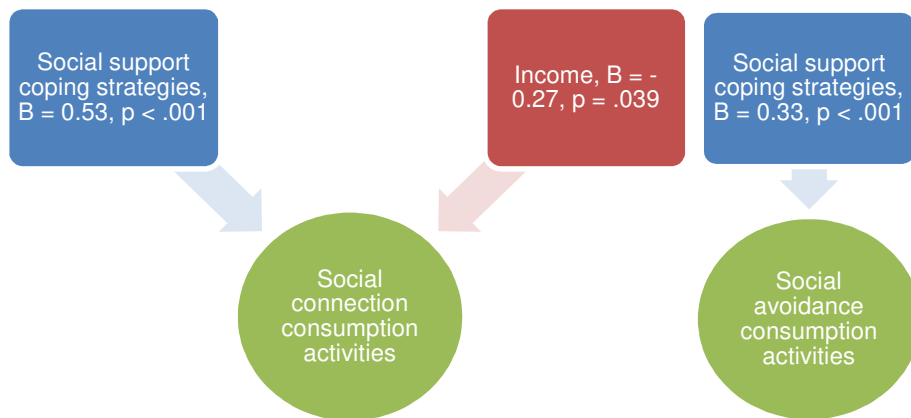 Social support
coping strategies,
B = 0.53, p < .001
Income, B = -
0.27, p = .039
Social support
coping strategies,
B = 0.33, p < .001
Social
connection
consumption
activities
Social
avoidance
consumption
activities